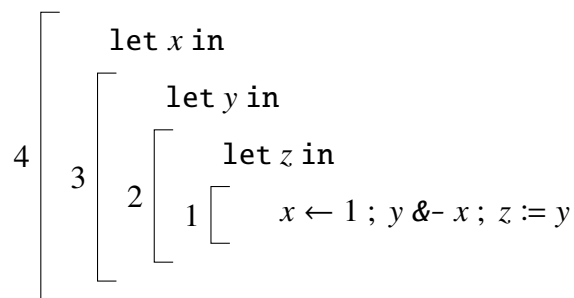 let x in
let y in
4 3 2 let z in
1 x ← 1 ; y &- x ; z := y